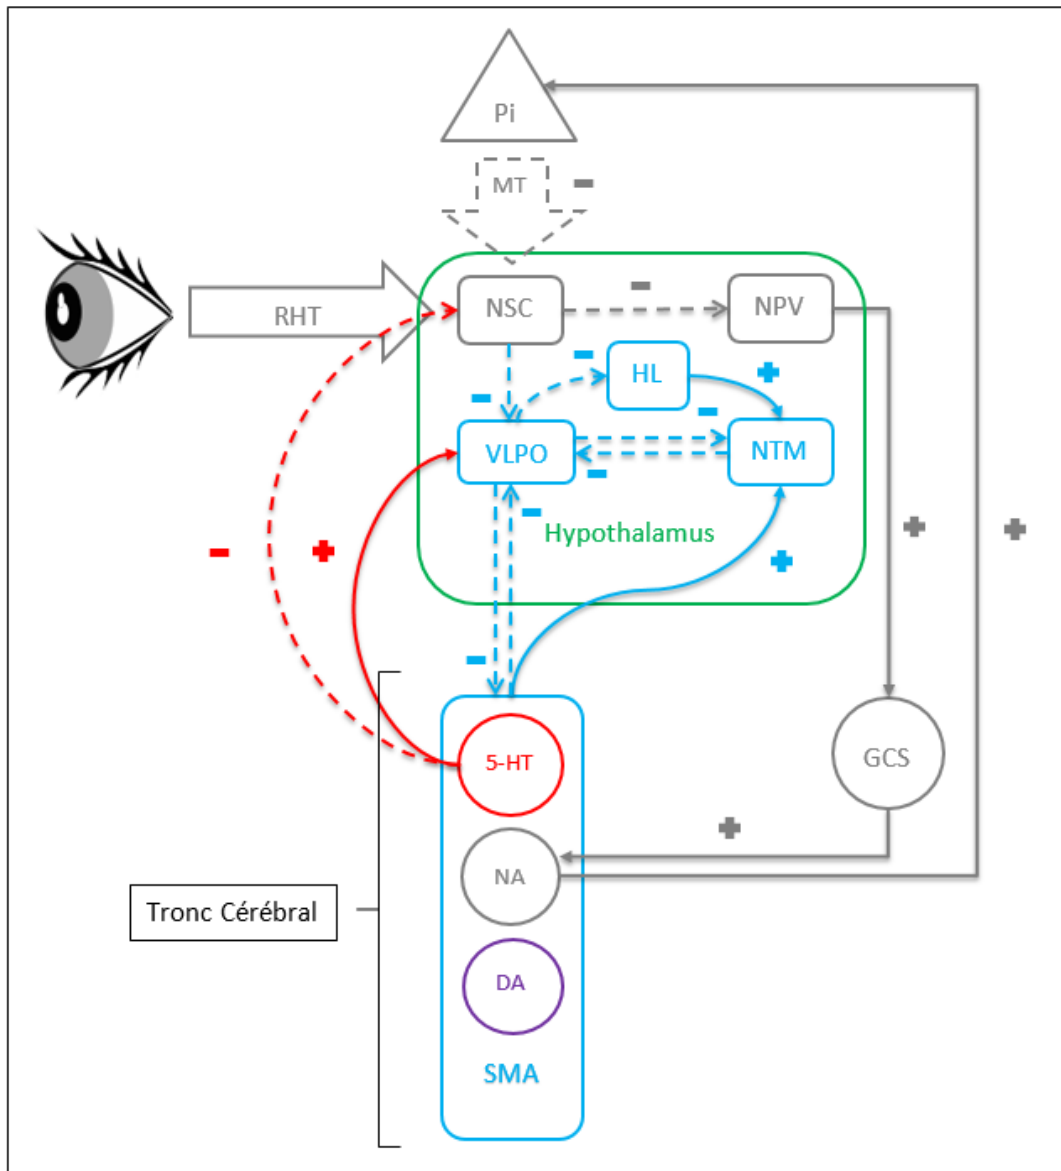 Pi
MT
-
RHT
NSC
-
NPV
-
HL
+
-
-
VLPO
-
NTM
-
Hypothalamus
+
+
-
+
+
-
5-HT
GCS
+
NA
Tronc Cérébral
DA
SMA